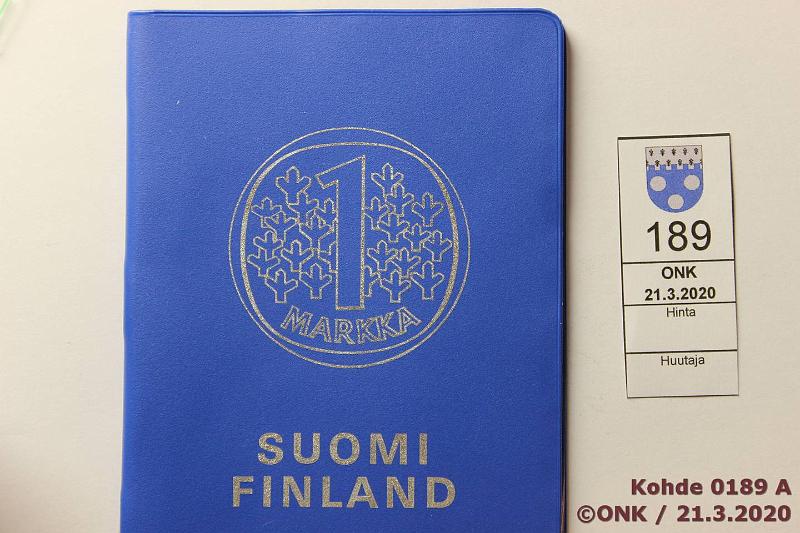 1
MARKKA
SUOMI
FINLAND
189
ONK
21.3.2020
Hinta
Huutaja
Kohde 0189 A
©ONK / 21.3.2020